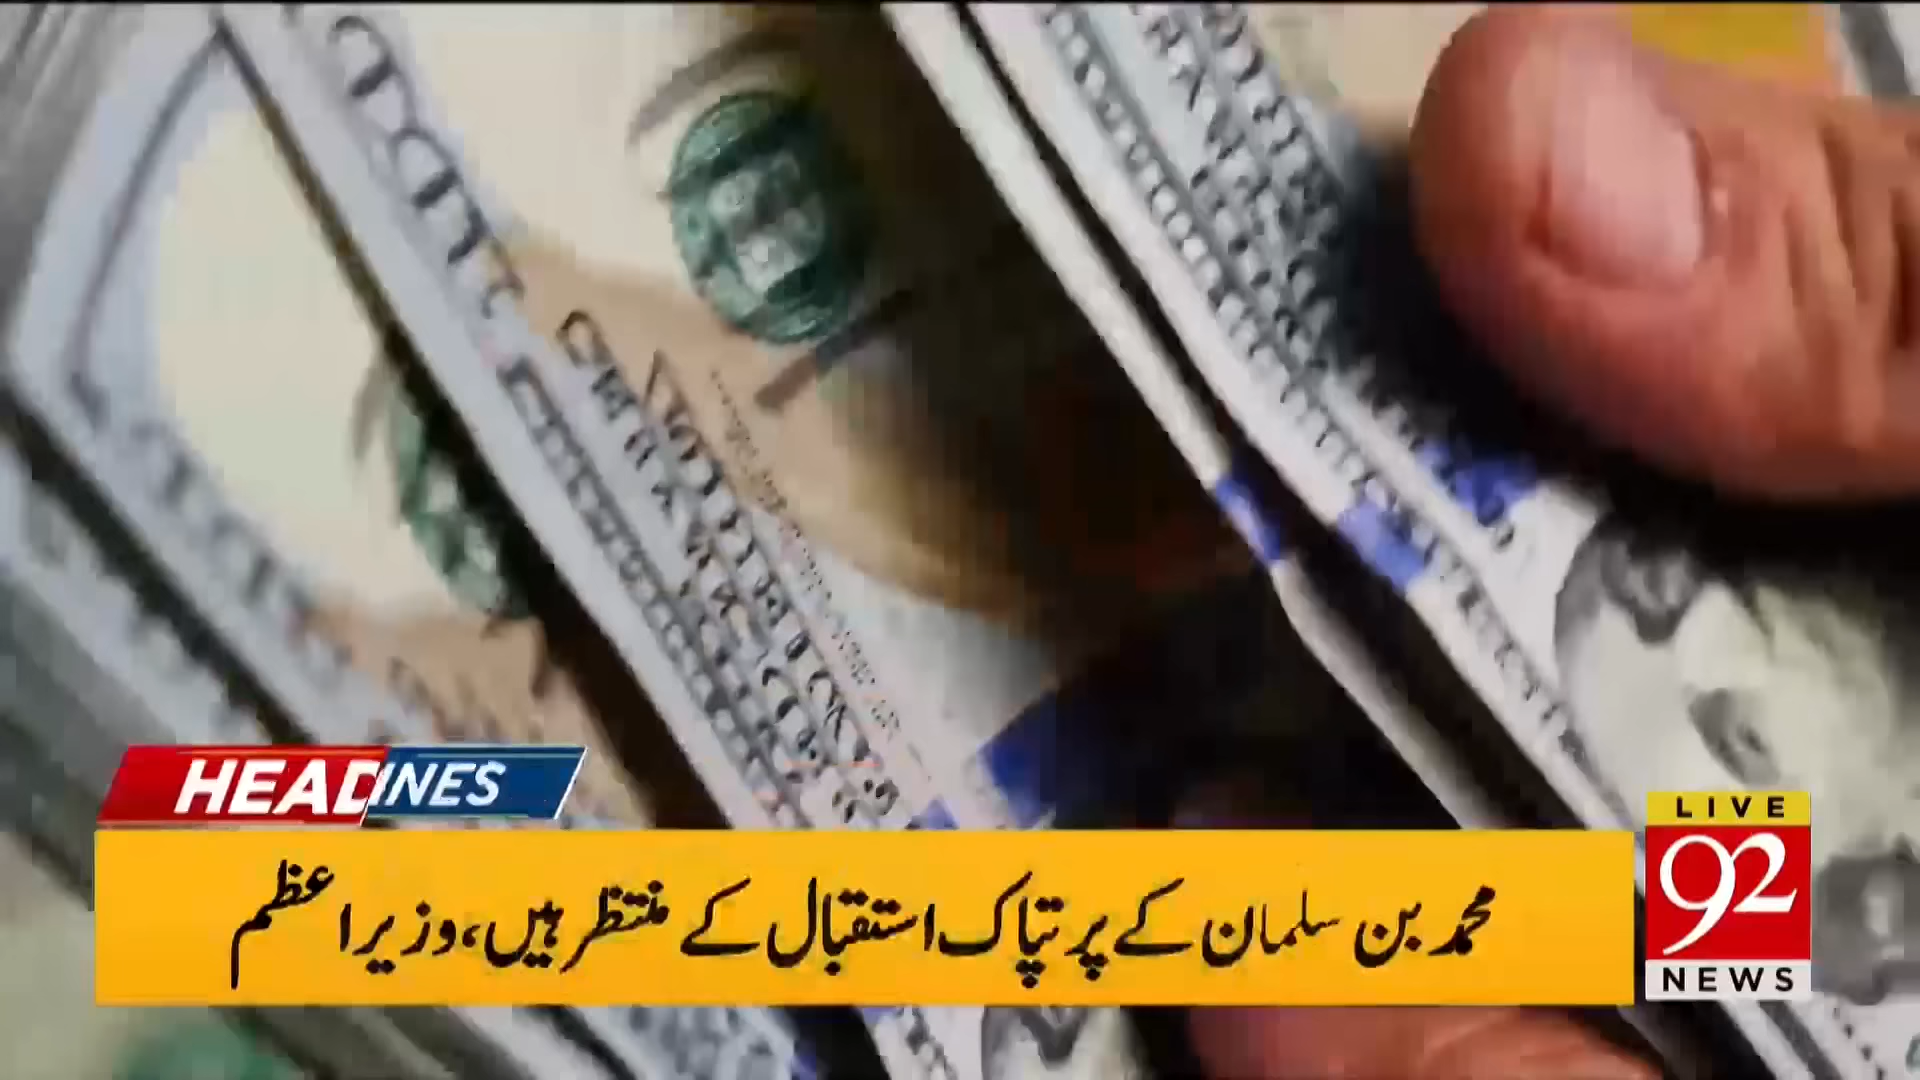 HEADLINES
محمد بن سلمان کے پرتپاک استقبال کے منتظر ہیں، وزیراعظم
LIVE
92
NEWS